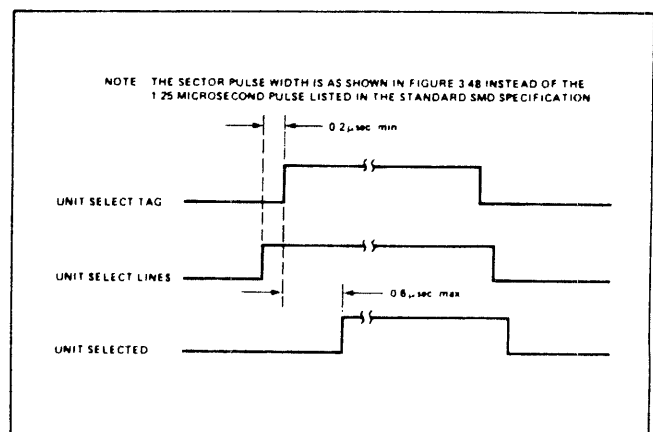 NOTE THE SECTOR PULSE WIDTH IS AS SHOWN IN FIGURE 3.48 INSTEAD OF THE
1.25 MICROSECOND PULSE LISTED IN THE STANDARD SMD SPECIFICATION
0.2 μsec min
UNIT SELECT TAG
UNIT SELECT LINES
0.6 μsec max
UNIT SELECTED